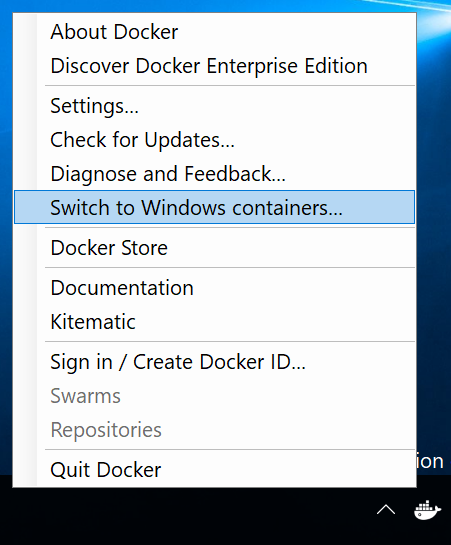 About Docker
Discover Docker Enterprise Edition
Settings...
Check for Updates...
Diagnose and Feedback...
Switch to Windows containers...
Docker Store
Documentation
Kitematic
Sign in / Create Docker ID...
Swarms
Repositories
ion
Quit Docker